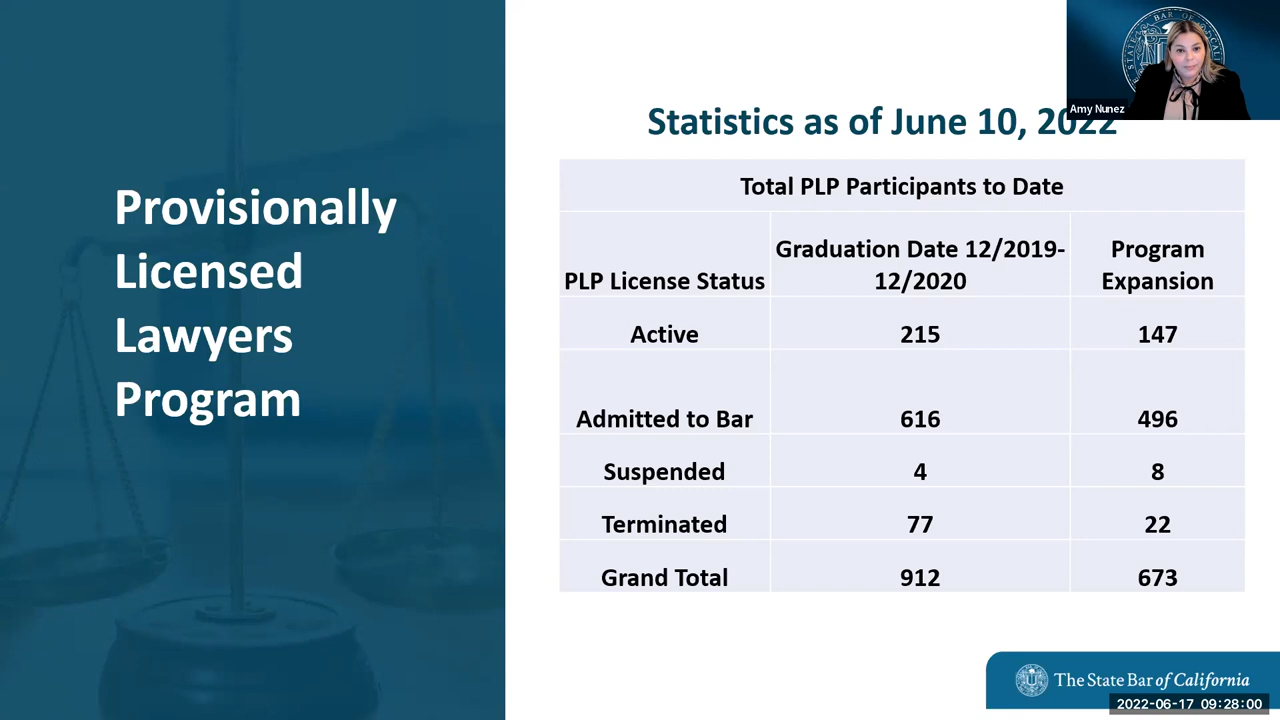 Provisionally
Licensed
Lawyers
Program
Amy Nunez
Statistics as of June 10, 2022
Total PLP Participants to Date
PLP License Status
Graduation Date 12/2019-
12/2020
Program
Expansion
Active 215 147
Admitted to Bar 616 496
Suspended 4 8
Terminated 77 22
Grand Total 912 673
The State Bar of California
2022-06-17 09:28:00